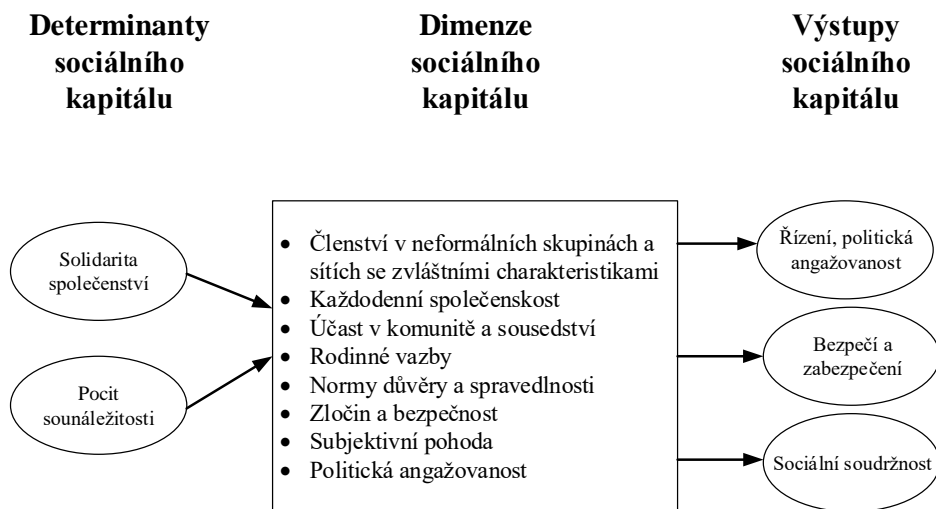 Determinanty
sociálního
kapitálu
Dimenze
sociálního
kapitálu
Výstupy
sociálního
kapitálu
Solidarita
společenství
Pocit
sounáležitosti
• Členství v neformálních skupinách a
sítích se zvláštními charakteristikami
• Každodenní společenskost
• Účast v komunitě a sousedství
• Rodinné vazby
• Normy důvěry a spravedlnosti
• Zločin a bezpečnost
• Subjektivní pohoda
• Politická angažovanost
Řízení, politická
angažovanost
Bezpečí a
zabezpečení
Sociální soudržnost